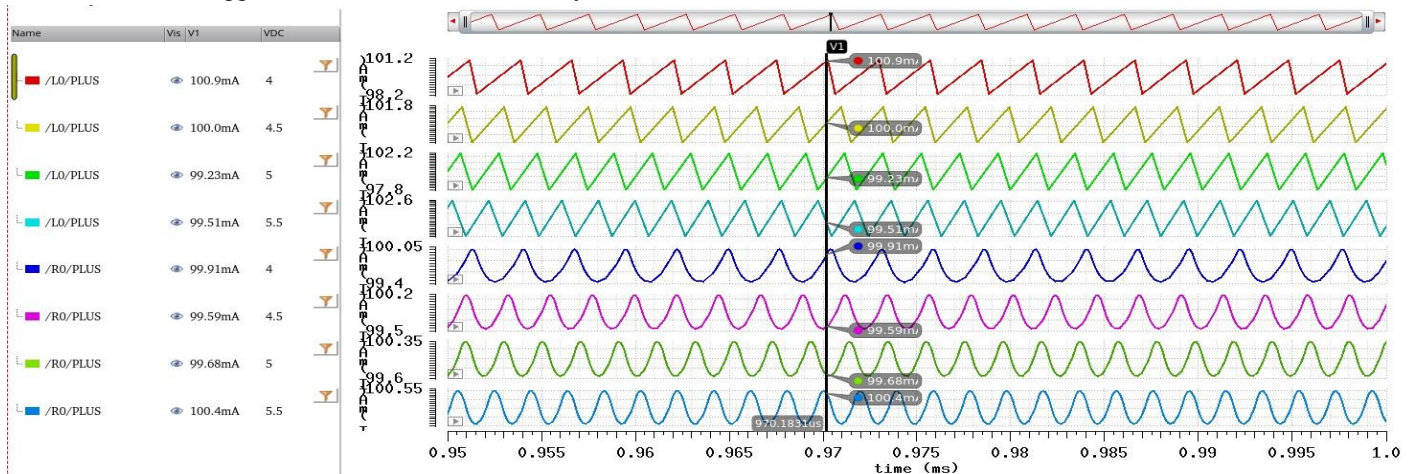 Name Vis V1 VDC
/L0/PLUS 100.9mA 4
/L0/PLUS 100.0mA 4.5
/L0/PLUS 99.23mA 5
/L0/PLUS 99.51mA 5.5
/R0/PLUS 99.91mA 4
/R0/PLUS 99.59mA 4.5
/R0/PLUS 99.68mA 5
/R0/PLUS 100.4mA 5.5
V1
101.2
100.9m
98.2
101.8
100.0m
102.2
99.23m
97.8
102.6
99.51m
100.05
99.91m
99.4
100.2
99.59m
99.5
100.35
99.68m
99.6
100.55
100.4m
970.1831us
0.95 0.955 0.96 0.965 0.97 0.975 0.98 0.985 0.99 0.995 1.0
time (ms)